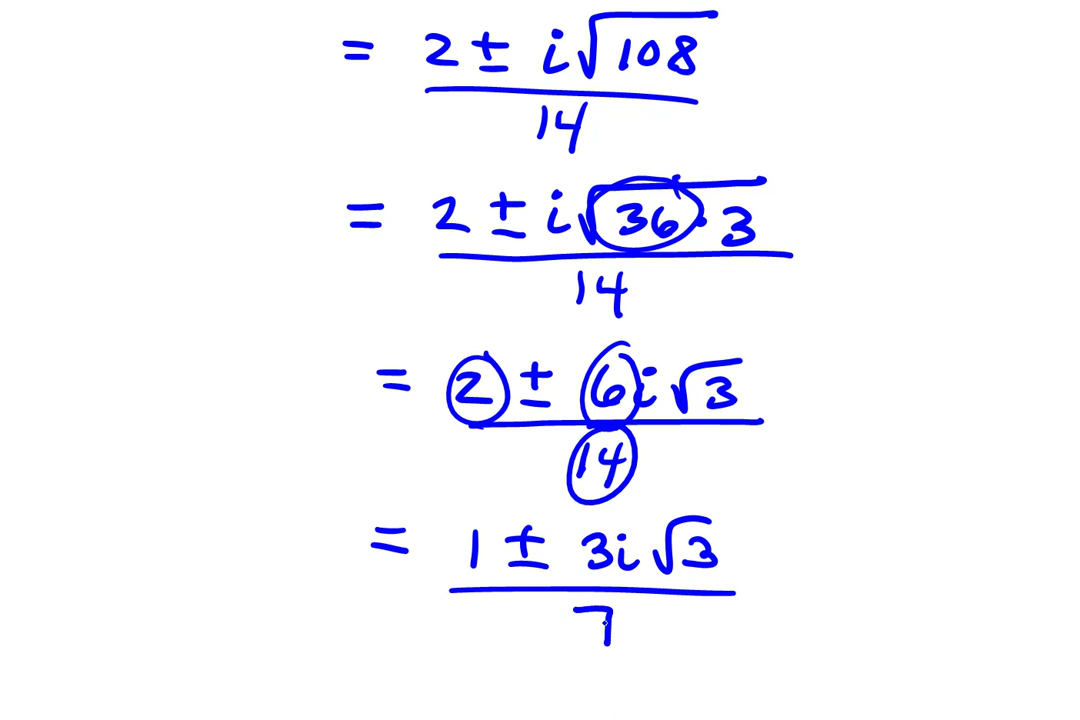 = 2 ± i√108
14
= 2 ± i√36·3
14
= 2 ± 6i√3
14
= 1 ± 3i√3
7